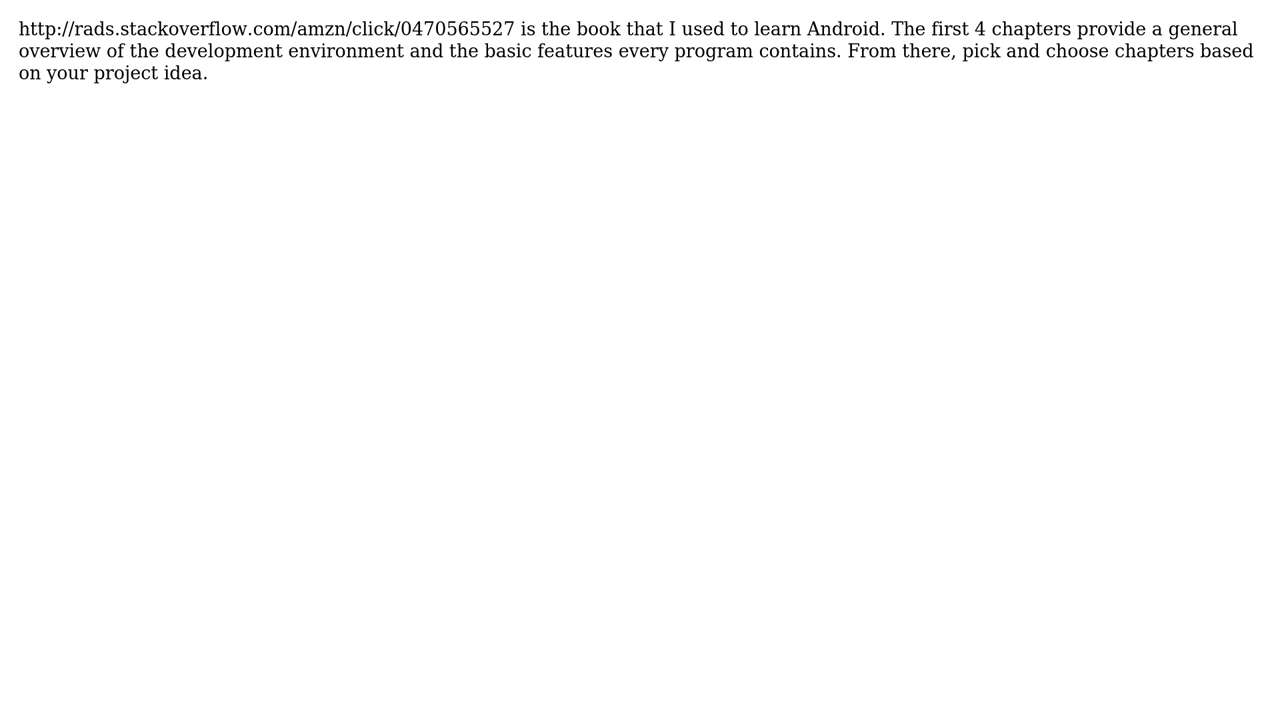 http://rads.stackoverflow.com/amzn/click/0470565527 is the book that I used to learn Android. The first 4 chapters provide a general
overview of the development environment and the basic features every program contains. From there, pick and choose chapters based
on your project idea.